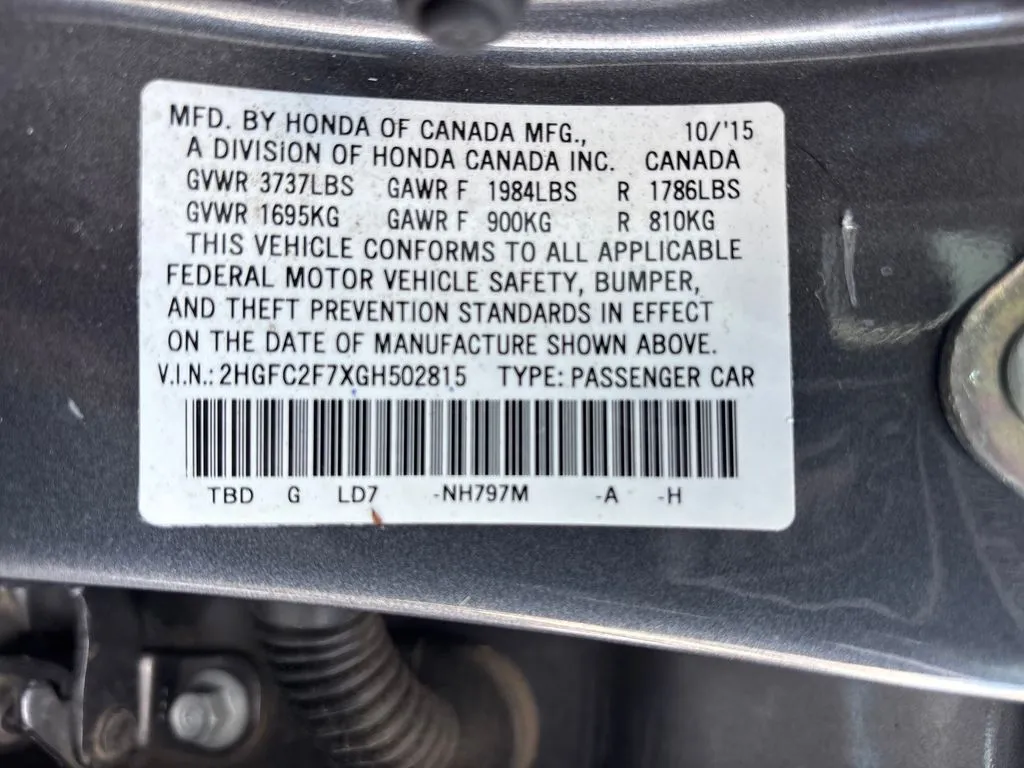 MFD. BY HONDA OF CANADA MFG., 10/'15
A DIVISION OF HONDA CANADA INC. CANADA
GVWR 3737LBS GAWR F 1984LBS R 1786LBS
GVWR 1695KG GAWR F 900KG R 810KG
THIS VEHICLE CONFORMS TO ALL APPLICABLE
FEDERAL MOTOR VEHICLE SAFETY, BUMPER,
AND THEFT PREVENTION STANDARDS IN EFFECT
ON THE DATE OF MANUFACTURE SHOWN ABOVE.
V.I.N.: 2HGFC2F7XGH502815 TYPE: PASSENGER CAR
TBD G LD7 -NH797M -A -H